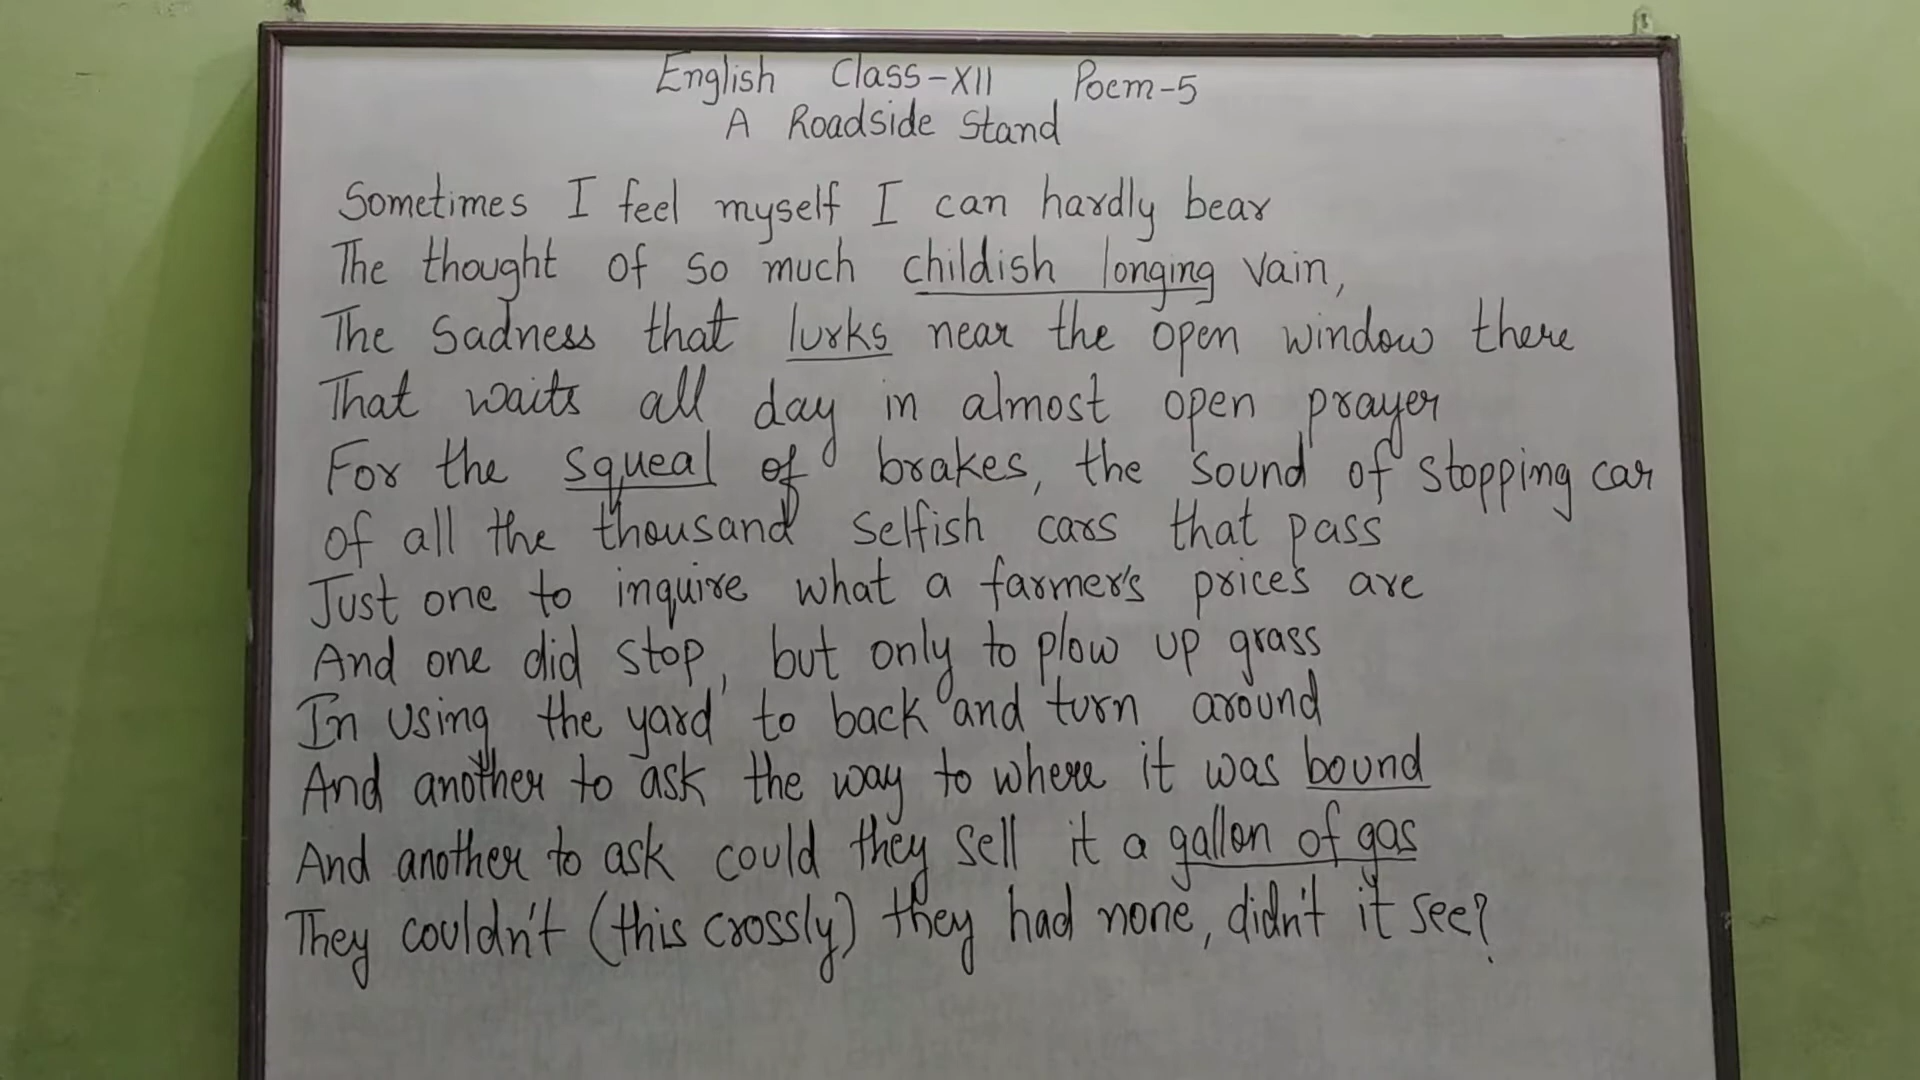 English Class-XII Poem-5
A Roadside Stand
Sometimes I feel myself I can hardly bear
The thought of so much childish longing vain,
The sadness that lurks near the open window there
That waits all day in almost open prayer
For the squeal of brakes, the sound of stopping car
of all the thousand selfish cars that pass
Just one to inquire what a farmer's prices are
And one did stop, but only to plow up grass
In using the yard to back and turn around
And another to ask the way to where it was bound
And another to ask could they sell it a gallon of gas
They couldn't (this crossly) they had none, didn't it see?